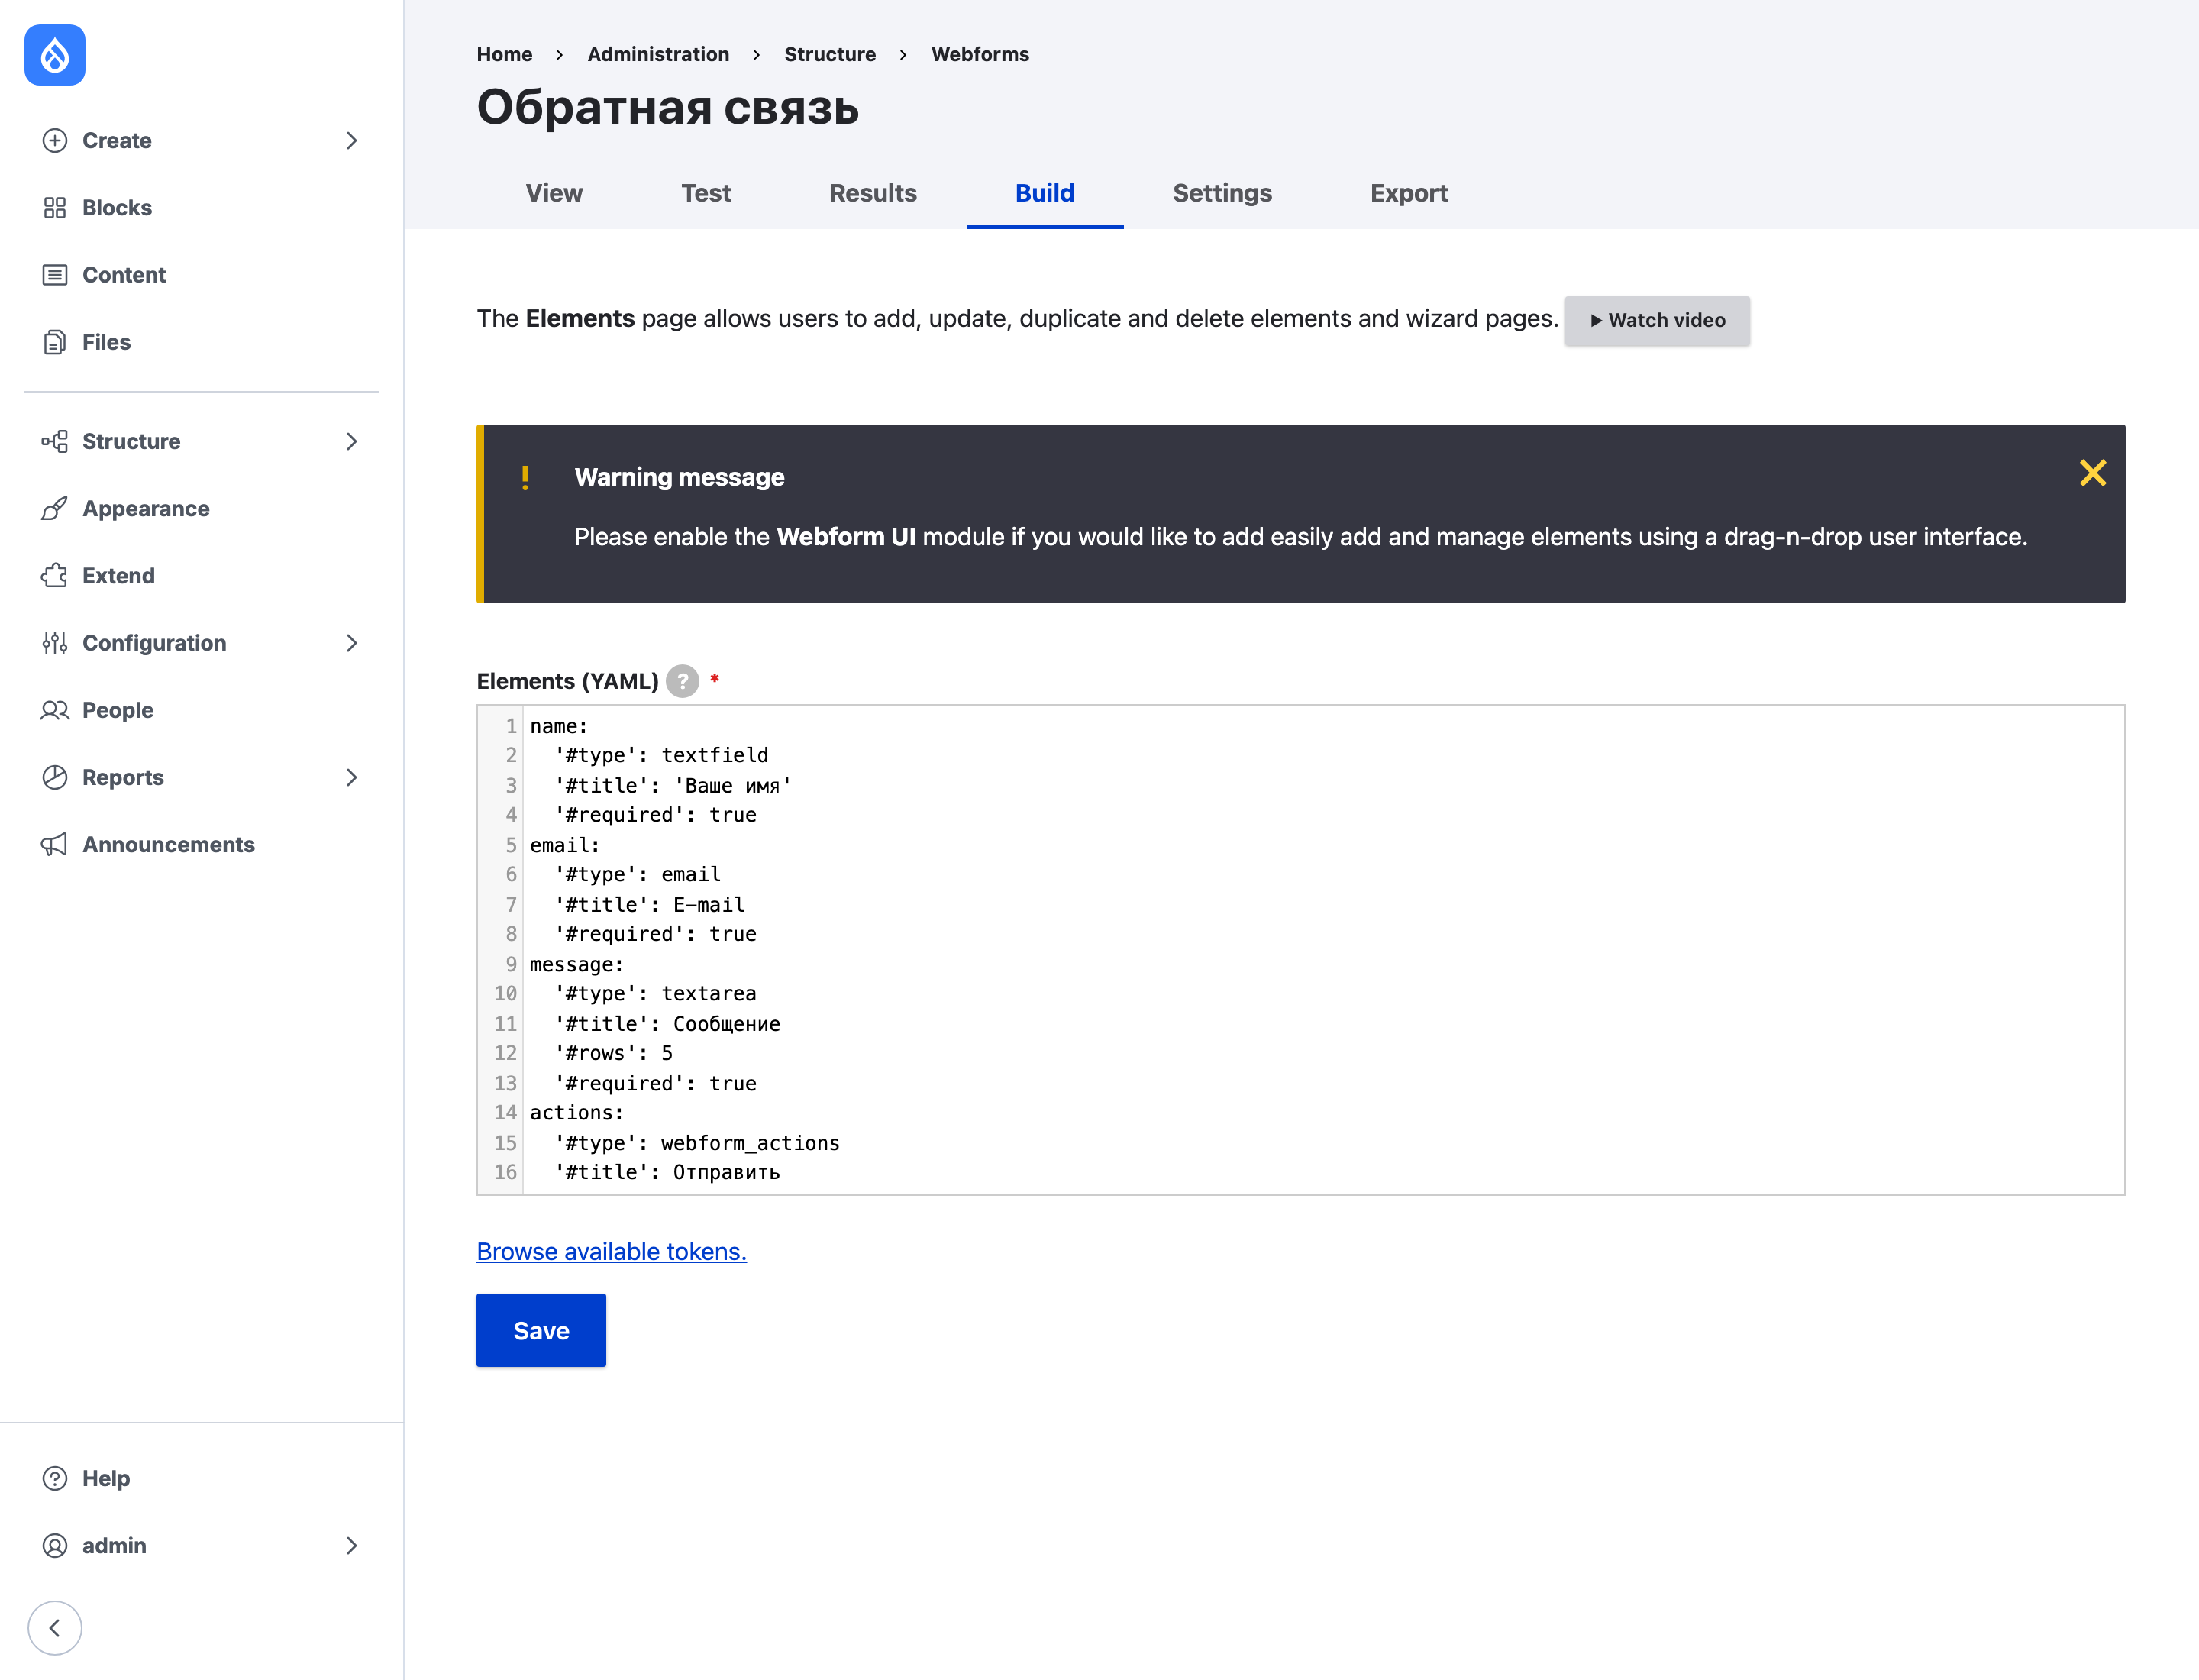 Home > Administration > Structure > Webforms
Обратная связь
View Test Results Build Settings Export
Create
Blocks
Content
Files
Structure
Appearance
Extend
Configuration
People
Reports
Announcements
Help
admin
The Elements page allows users to add, update, duplicate and delete elements and wizard pages. Watch video
! Warning message
Please enable the Webform UI module if you would like to add easily add and manage elements using a drag-n-drop user interface.
Elements (YAML) ? *
1 name:
2   '#type': textfield
3   '#title': 'Ваше имя'
4   '#required': true
5 email:
6   '#type': email
7   '#title': E-mail
8   '#required': true
9 message:
10   '#type': textarea
11   '#title': Сообщение
12   '#rows': 5
13   '#required': true
14 actions:
15   '#type': webform_actions
16   '#title': Отправить
Browse available tokens.
Save